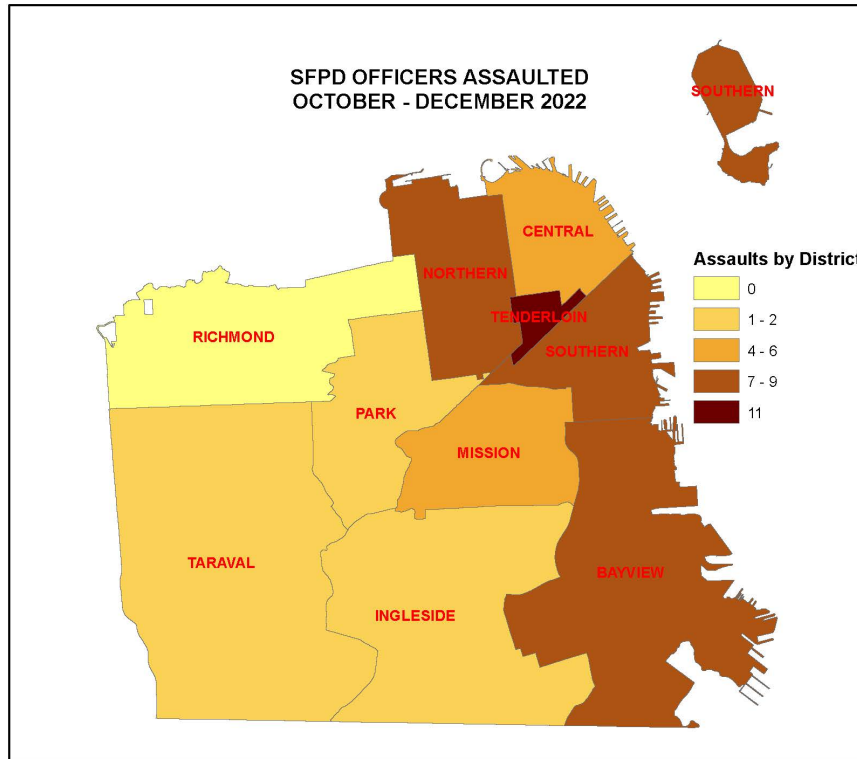 SFPD OFFICERS ASSAULTED
OCTOBER - DECEMBER 2022
SOUTHERN
CENTRAL
NORTHERN
Assaults by District
0
1 - 2
4 - 6
7 - 9
11
TENDERLOIN
RICHMOND
SOUTHERN
PARK
MISSION
TARAVAL
BAYVIEW
INGLESIDE